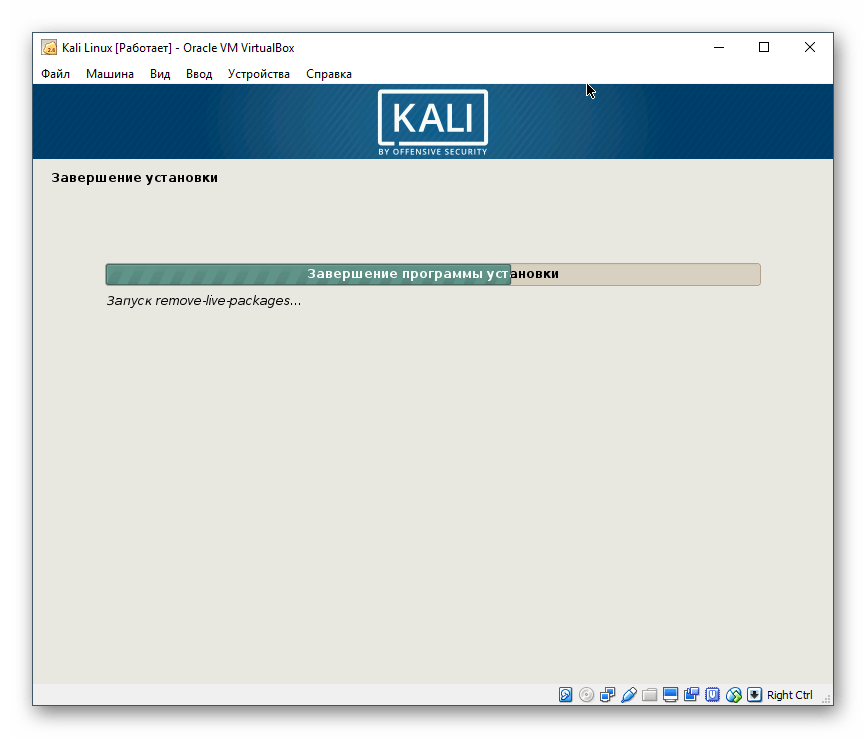 Kali Linux [Работает] - Oracle VM VirtualBox
Файл Машина Вид Ввод Устройства Справка
KALI
BY OFFENSIVE SECURITY
Завершение установки
Завершение программы установки
Запуск remove-live-packages...
Right Ctrl